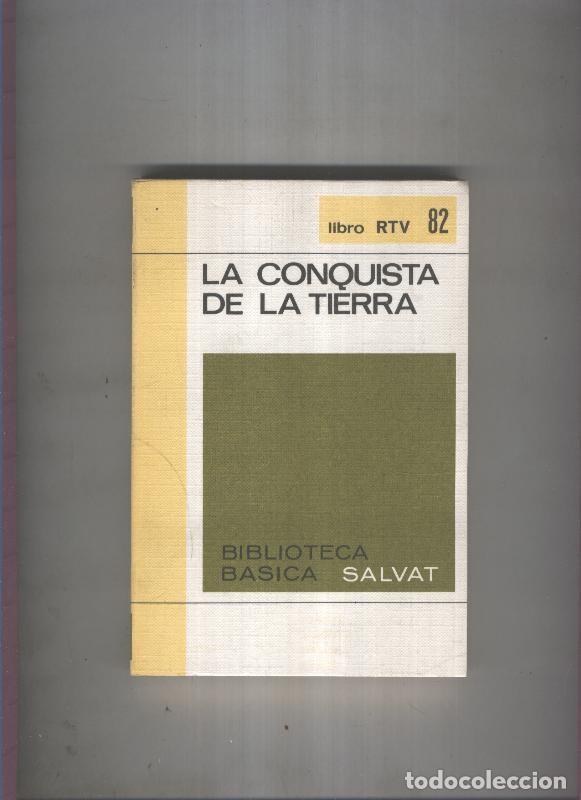 libro RTV 82
LA CONQUISTA
DE LA TIERRA
BIBLIOTECA
BASICA SALVAT
todocoleccion